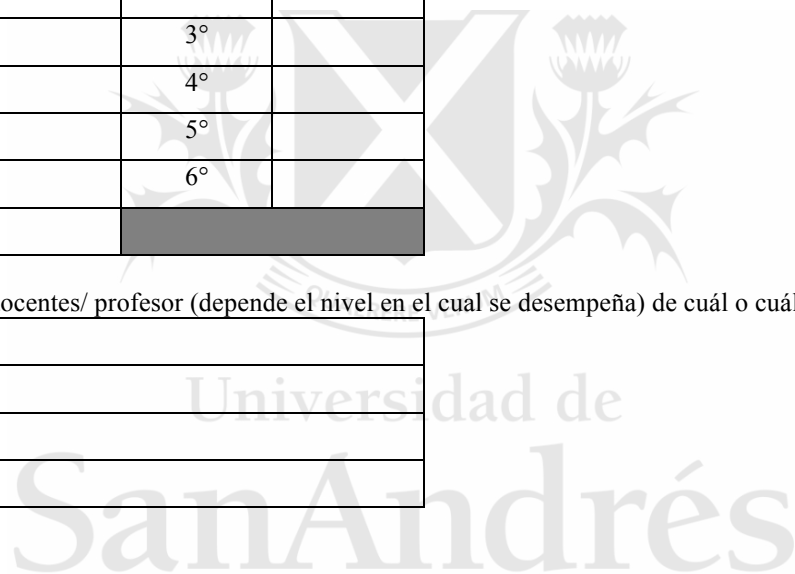 3°
4°
5°
6°
ocentes/ profesor (depende el nivel en el cual se desempeña) de cuál o cuál
Universidad de
SanAndrés